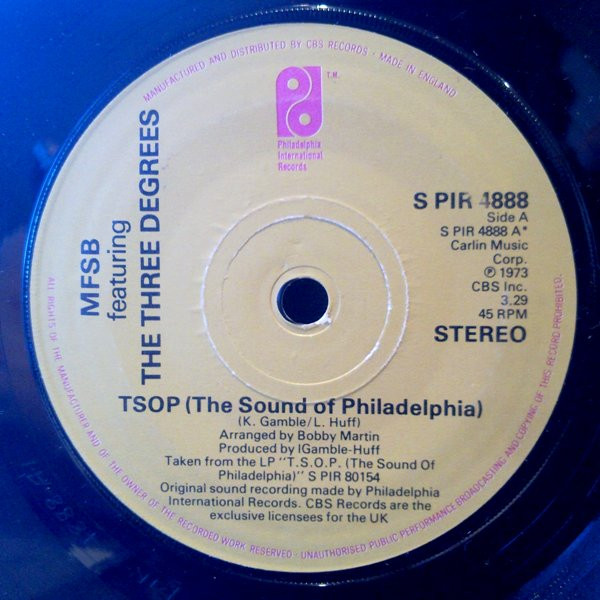 MANUFACTURED AND DISTRIBUTED BY CBS RECORDS - MADE IN ENGLAND
T.M.
Philadelphia
International
Records
MFSB
featuring
THE THREE DEGREES
S PIR 4888
Side A
S PIR 4888 A*
Carlin Music
Corp.
℗ 1973
CBS Inc.
3.29
45 RPM
STEREO
TSOP (The Sound of Philadelphia)
(K. Gamble/L. Huff)
Arranged by Bobby Martin
Produced by IGamble-Huff
Taken from the LP "T.S.O.P. (The Sound Of
Philadelphia)" S PIR 80154
Original sound recording made by Philadelphia
International Records. CBS Records are the
exclusive licensees for the UK
ALL RIGHTS OF THE MANUFACTURER AND OF THE OWNER OF THE RECORDED WORK RESERVED - UNAUTHORISED PUBLIC PERFORMANCE BROADCASTING AND COPYING OF THIS RECORD PROHIBITED.